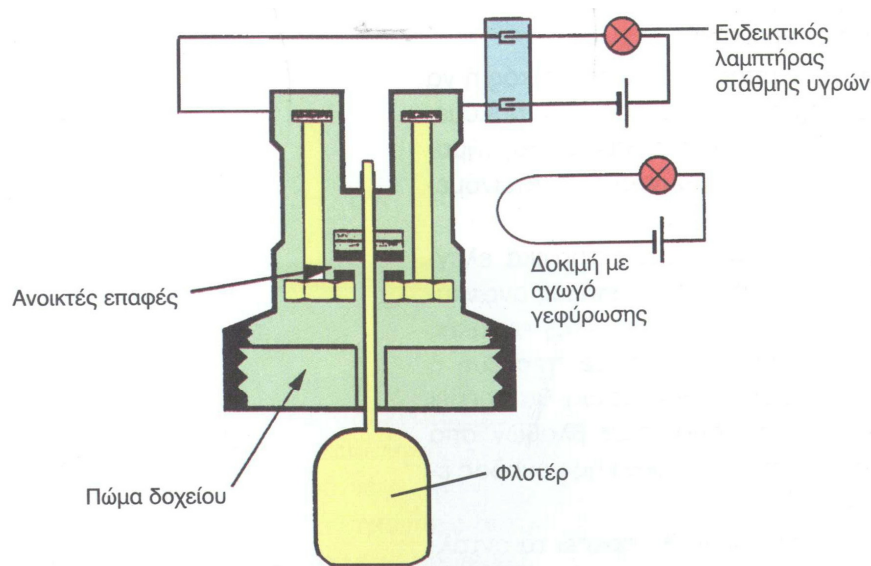 Ενδεικτικός
λαμπτήρας
στάθμης υγρών
Δοκιμή με
αγωγό
γεφύρωσης
Ανοικτές επαφές
Πώμα δοχείου
Φλοτέρ